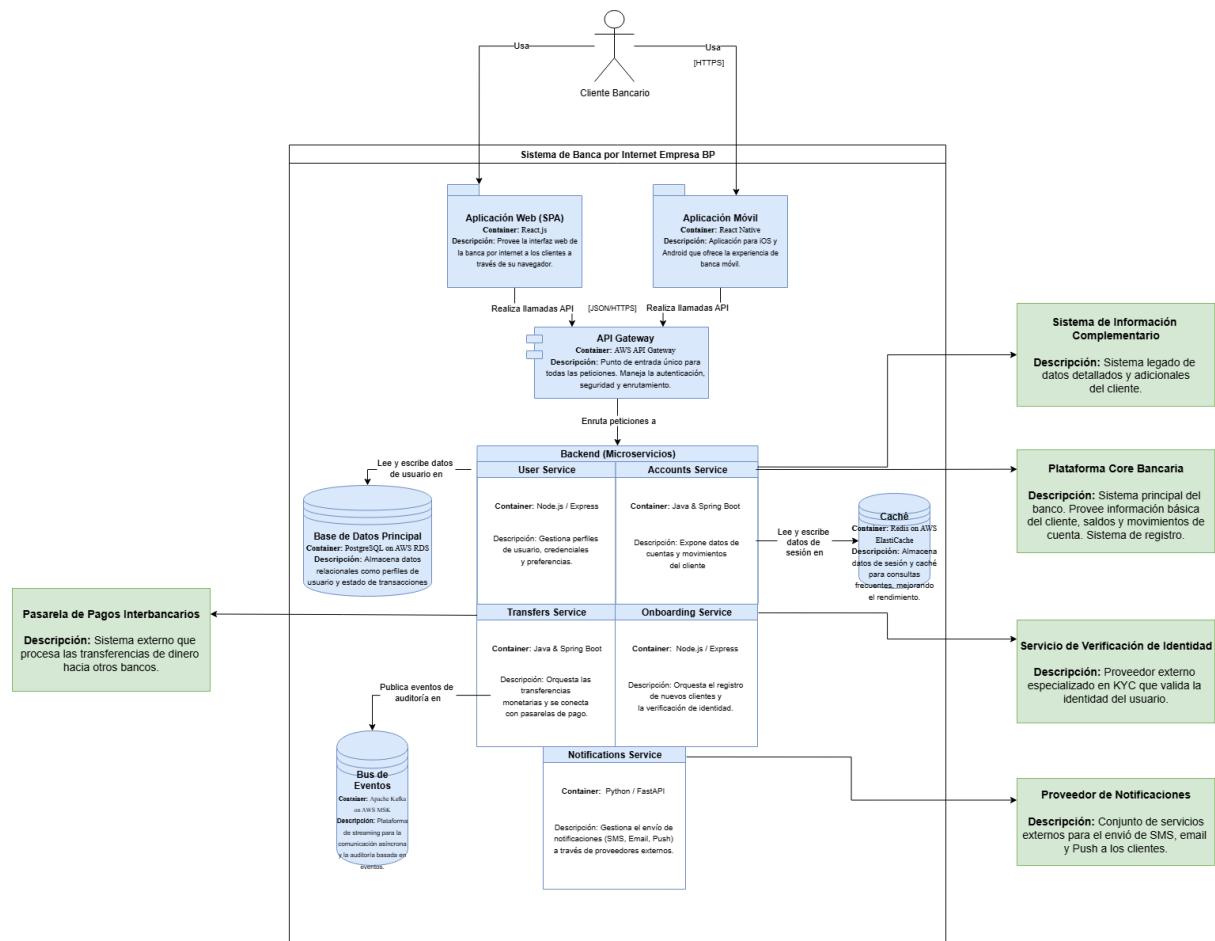 Usa
Usa
[HTTPS]
Cliente Bancario
Sistema de Banca por Internet Empresa BP
Aplicación Web (SPA)
Container: React.js
Descripción: Provee la interfaz web de
la banca por internet a los clientes a
través de su navegador.
Aplicación Móvil
Container: React Native
Descripción: Aplicación para iOS y
Android que ofrece la experiencia de
banca móvil.
Realiza llamadas API
[JSON/HTTPS]
Realiza llamadas API
API Gateway
Container: AWS API Gateway
Descripción: Punto de entrada único para
todas las peticiones. Maneja la autenticación,
seguridad y enrutamiento.
Sistema de Información
Complementario
Descripción: Sistema legado de
datos detallados y adicionales
del cliente.
Enruta peticiones a
Backend (Microservicios)
Lee y escribe datos
de usuario en
User Service
Container: Node.js / Express
Descripción: Gestiona perfiles
de usuario, credenciales
y preferencias.
Accounts Service
Container: Java & Spring Boot
Descripción: Expone datos de
cuentas y movimientos
del cliente
Plataforma Core Bancaria
Descripción: Sistema principal del
banco. Provee información básica
del cliente, saldos y movimientos de
cuenta. Sistema de registro.
Base de Datos Principal
Container: PostgreSQL on AWS RDS
Descripción: Almacena datos
relacionales como perfiles de
usuario y estado de transacciones
Lee y escribe
datos de
sesión en
Caché
Container: Redis on AWS
ElastiCache
Descripción: Almacena
datos de sesión y caché
para consultas
frecuentes, mejorando
el rendimiento.
Pasarela de Pagos Interbancarios
Descripción: Sistema externo que
procesa las transferencias de dinero
hacia otros bancos.
Transfers Service
Container: Java & Spring Boot
Descripción: Orquesta las
transferencias
monetarias y se conecta
con pasarelas de pago.
Onboarding Service
Container: Node.js / Express
Descripción: Orquesta el registro
de nuevos clientes y
la verificación de identidad.
Servicio de Verificación de Identidad
Descripción: Proveedor externo
especializado en KYC que valida la
identidad del usuario.
Publica eventos de
auditoría en
Bus de
Eventos
Container: Apache Kafka
on AWS MSK
Descripción: Plataforma
de streaming para la
comunicación asíncrona
y la auditoría basada en
eventos.
Notifications Service
Container: Python / FastAPI
Descripción: Gestiona el envío de
notificaciones (SMS, Email, Push)
a través de proveedores externos.
Proveedor de Notificaciones
Descripción: Conjunto de servicios
externos para el envió de SMS, email
y Push a los clientes.